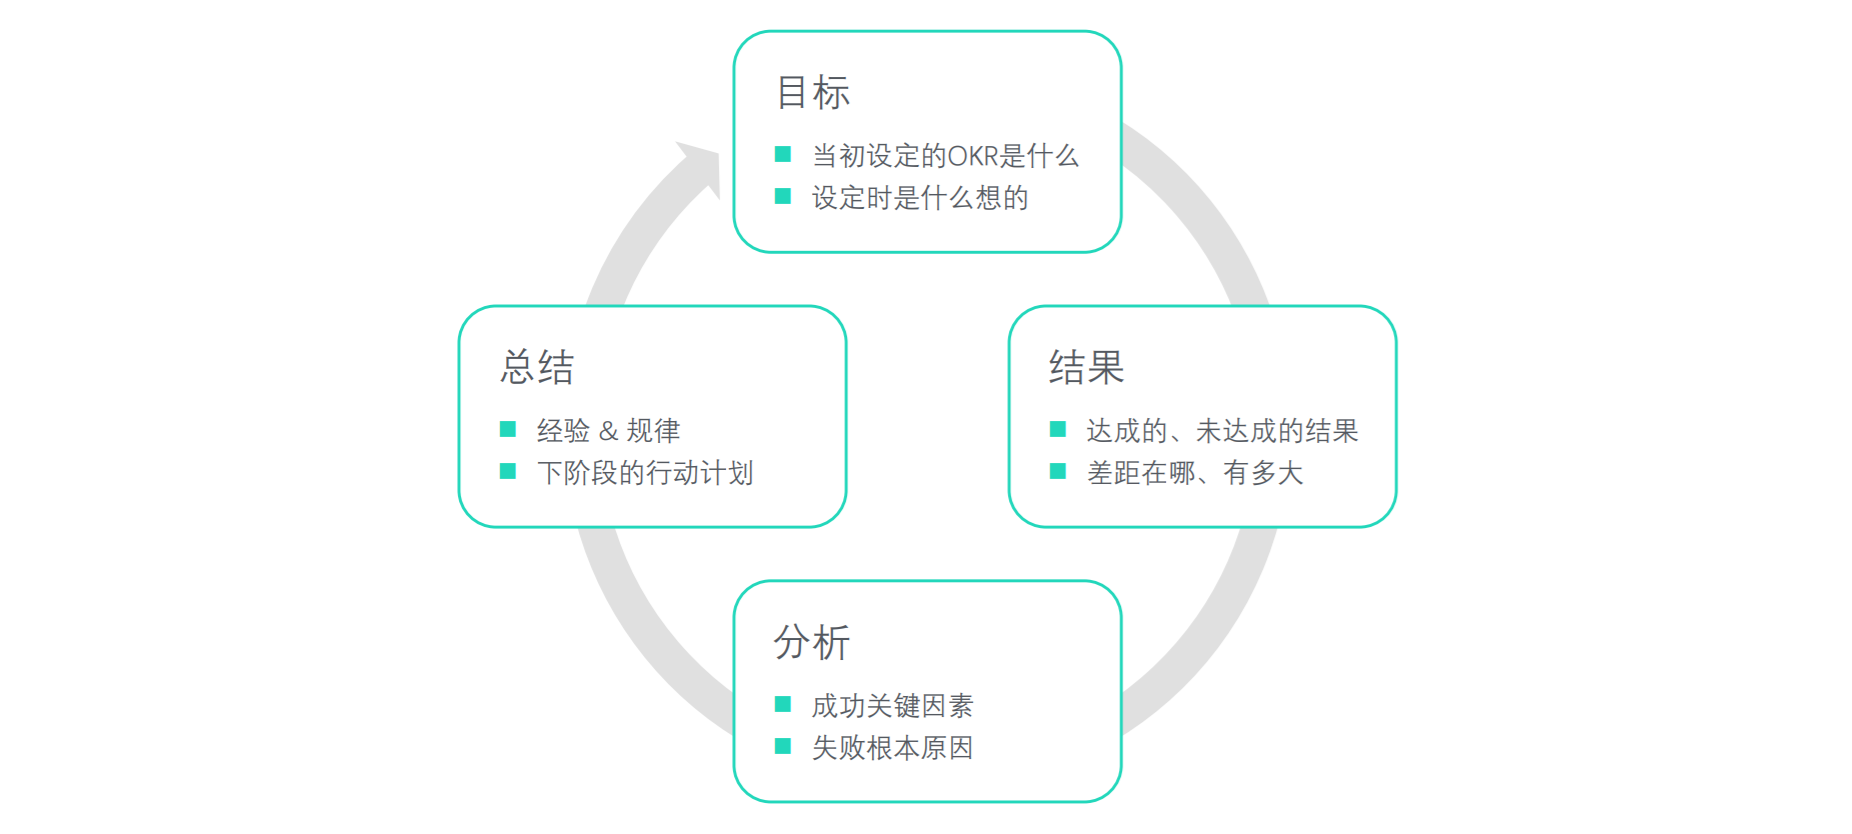 目标
当初设定的OKR是什么
设定时是什么想的
总结
经验 & 规律
下阶段的行动计划
结果
达成的、未达成的结果
差距在哪、有多大
分析
成功关键因素
失败根本原因